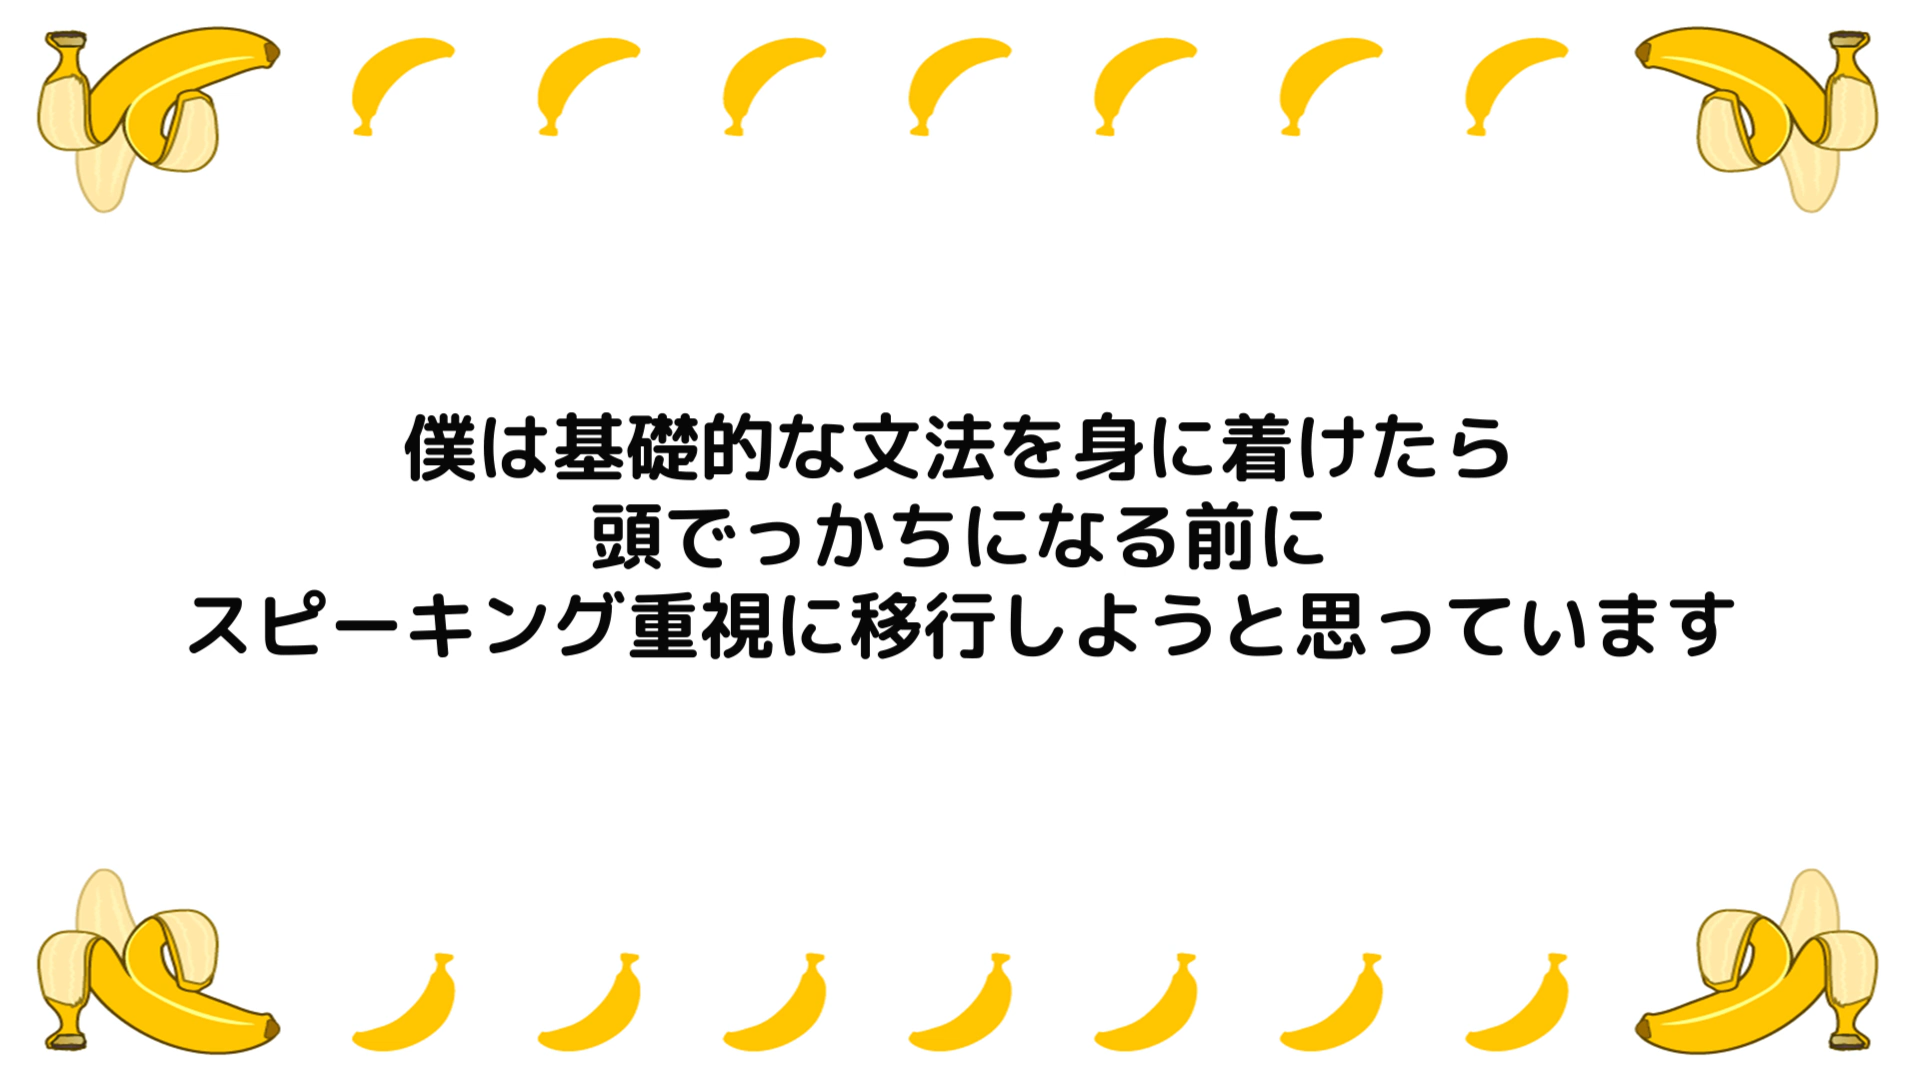 僕は基礎的な文法を身に着けたら
頭でっかちになる前に
スピーキング重視に移行しようと思っています